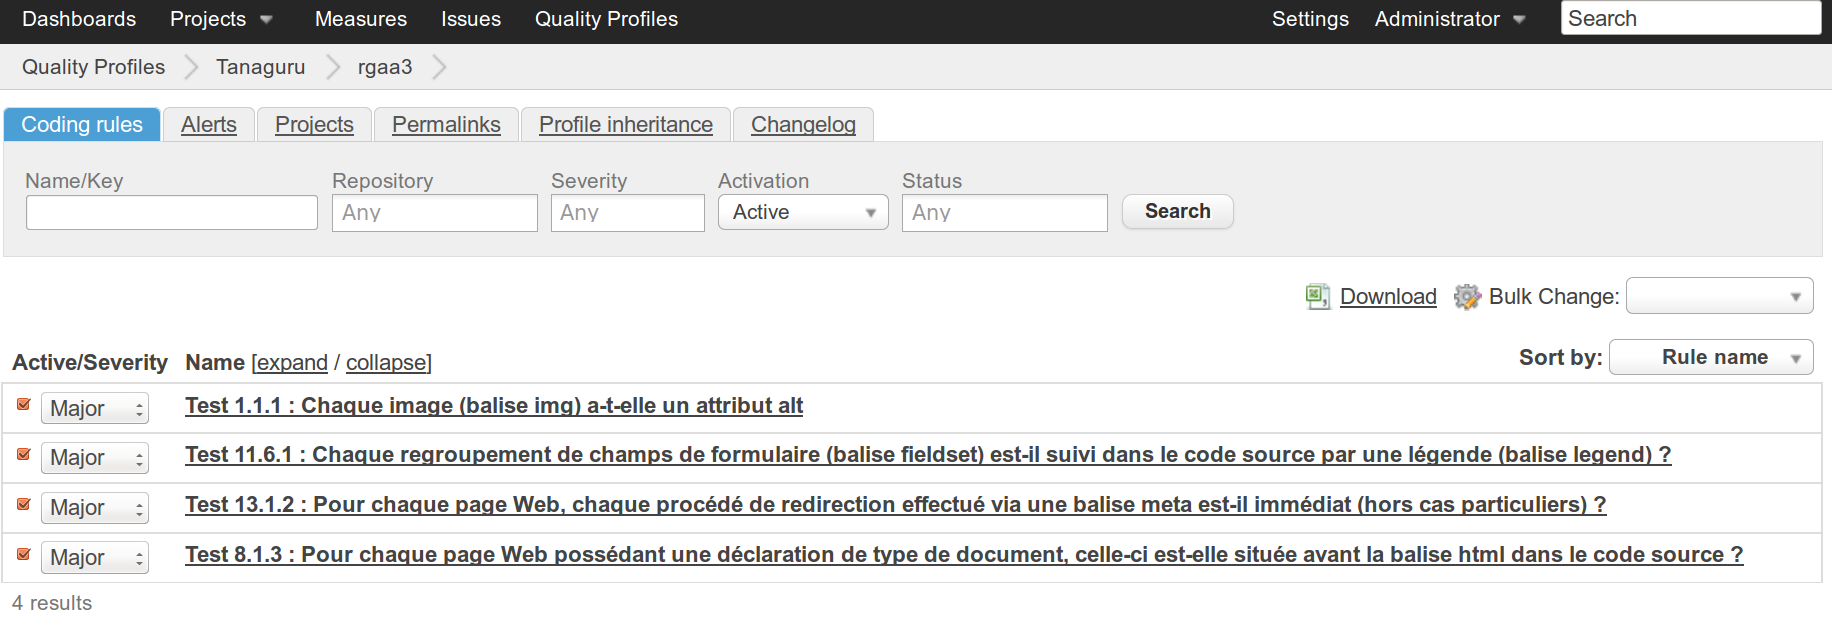 Dashboards Projects Measures Issues Quality Profiles Settings Administrator Search
Quality Profiles Tanaguru rgaa3
Coding rules Alerts Projects Permalinks Profile inheritance Changelog
Name/Key Repository Severity Activation Status
Any Any Active Any Search
Download Bulk Change:
Active/Severity Name [expand / collapse] Sort by: Rule name
Major Test 1.1.1 : Chaque image (balise img) a-t-elle un attribut alt
Major Test 11.6.1 : Chaque regroupement de champs de formulaire (balise fieldset) est-il suivi dans le code source par une légende (balise legend) ?
Major Test 13.1.2 : Pour chaque page Web, chaque procédé de redirection effectué via une balise meta est-il immédiat (hors cas particuliers) ?
Major Test 8.1.3 : Pour chaque page Web possédant une déclaration de type de document, celle-ci est-elle située avant la balise html dans le code source ?
4 results